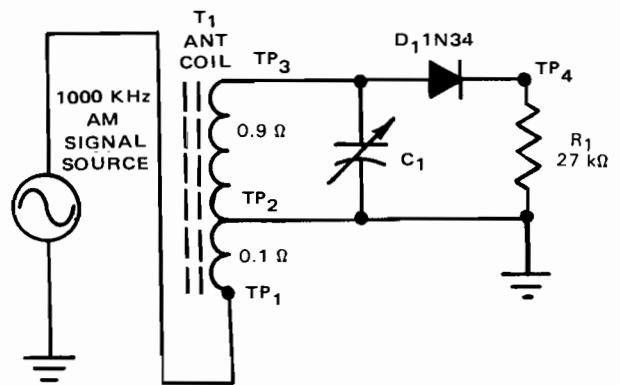 T1
ANT
COIL
TP3
D1 1N34
TP4
1000 KHz
AM
SIGNAL
SOURCE
0.9 Ω
C1
R1
27 kΩ
TP2
0.1 Ω
TP1